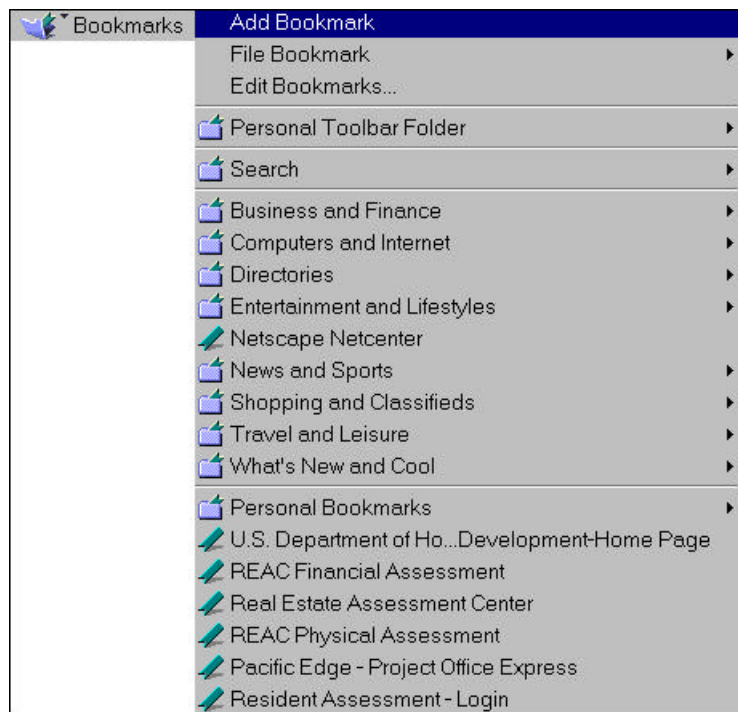 Bookmarks
Add Bookmark
File Bookmark
Edit Bookmarks...
Personal Toolbar Folder
Search
Business and Finance
Computers and Internet
Directories
Entertainment and Lifestyles
Netscape Netcenter
News and Sports
Shopping and Classifieds
Travel and Leisure
What's New and Cool
Personal Bookmarks
U.S. Department of Ho...Development-Home Page
REAC Financial Assessment
Real Estate Assessment Center
REAC Physical Assessment
Pacific Edge - Project Office Express
Resident Assessment - Login